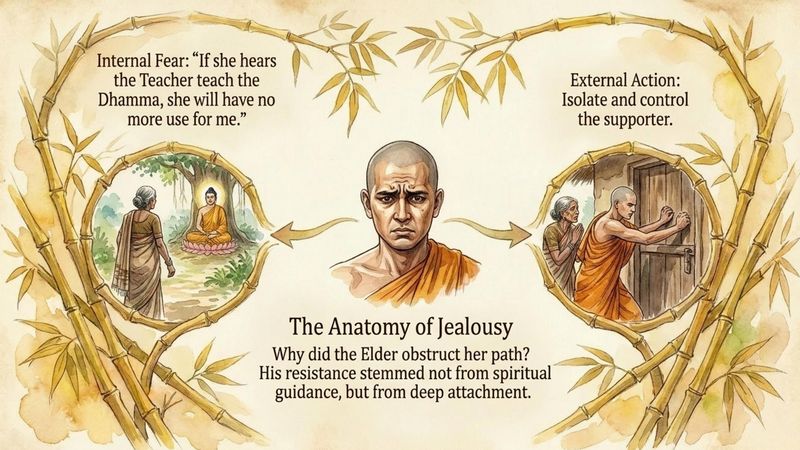 Internal Fear: “If she hears
the Teacher teach the
Dhamma, she will have no
more use for me.”
External Action:
Isolate and control
the supporter.
The Anatomy of Jealousy
Why did the Elder obstruct her path?
His resistance stemmed not from spiritual
guidance, but from deep attachment.